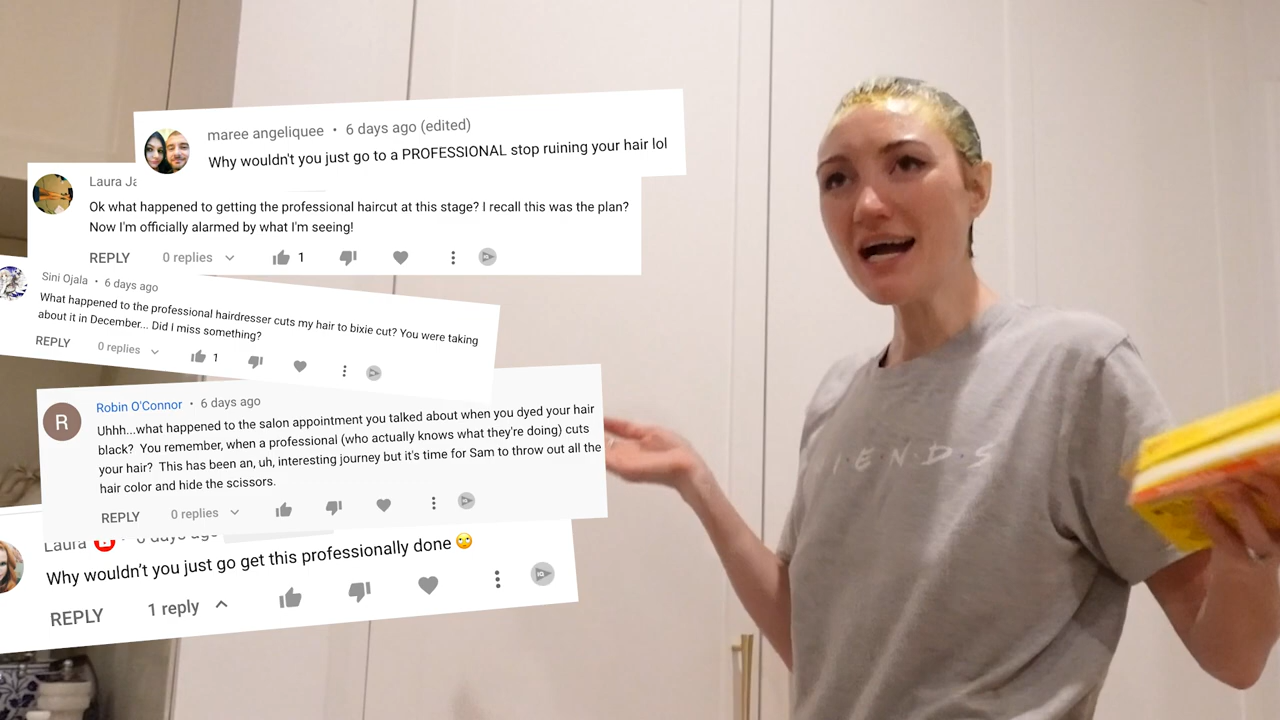 maree angeliquee • 6 days ago (edited)
Why wouldn't you just go to a PROFESSIONAL stop ruining your hair lol
Laura Ja
Ok what happened to getting the professional haircut at this stage? I recall this was the plan?
Now I'm officially alarmed by what I'm seeing!
REPLY 0 replies 1
Sini Ojala • 6 days ago
What happened to the professional hairdresser cuts my hair to bixie cut? You were taking
about it in December... Did I miss something?
REPLY 0 replies 1
R
Robin O'Connor • 6 days ago
Uhhh...what happened to the salon appointment you talked about when you dyed your hair
black? You remember, when a professional (who actually knows what they're doing) cuts
your hair? This has been an, uh, interesting journey but it's time for Sam to throw out all the
hair color and hide the scissors.
REPLY 0 replies
Laura • 6 days ago
Why wouldn't you just go get this professionally done 🙄
REPLY 1 reply
IENDS